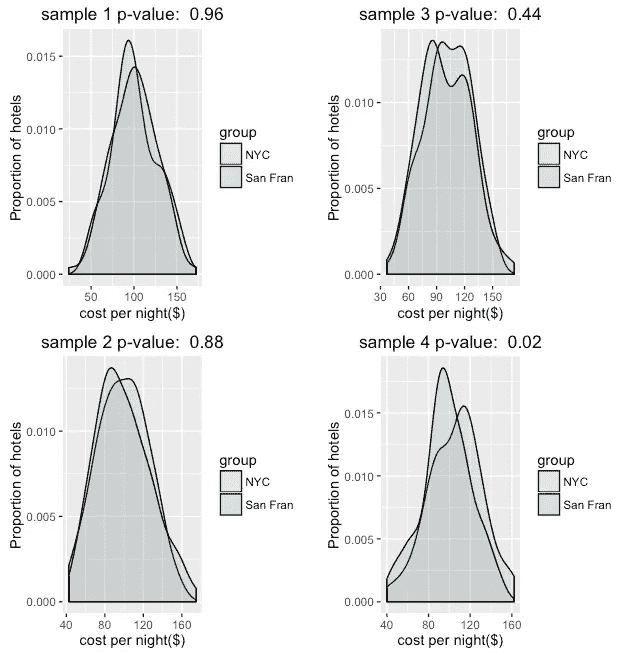 sample 1 p-value:  0.96
Proportion of hotels
0.015
0.010
0.005
0.000
50 100 150
cost per night($)
group
NYC
San Fran
sample 3 p-value:  0.44
Proportion of hotels
0.010
0.005
0.000
30 60 90 120 150
cost per night($)
group
NYC
San Fran
sample 2 p-value:  0.88
Proportion of hotels
0.010
0.005
0.000
40 80 120 160
cost per night($)
group
NYC
San Fran
sample 4 p-value:  0.02
Proportion of hotels
0.015
0.010
0.005
0.000
40 80 120 160
cost per night($)
group
NYC
San Fran